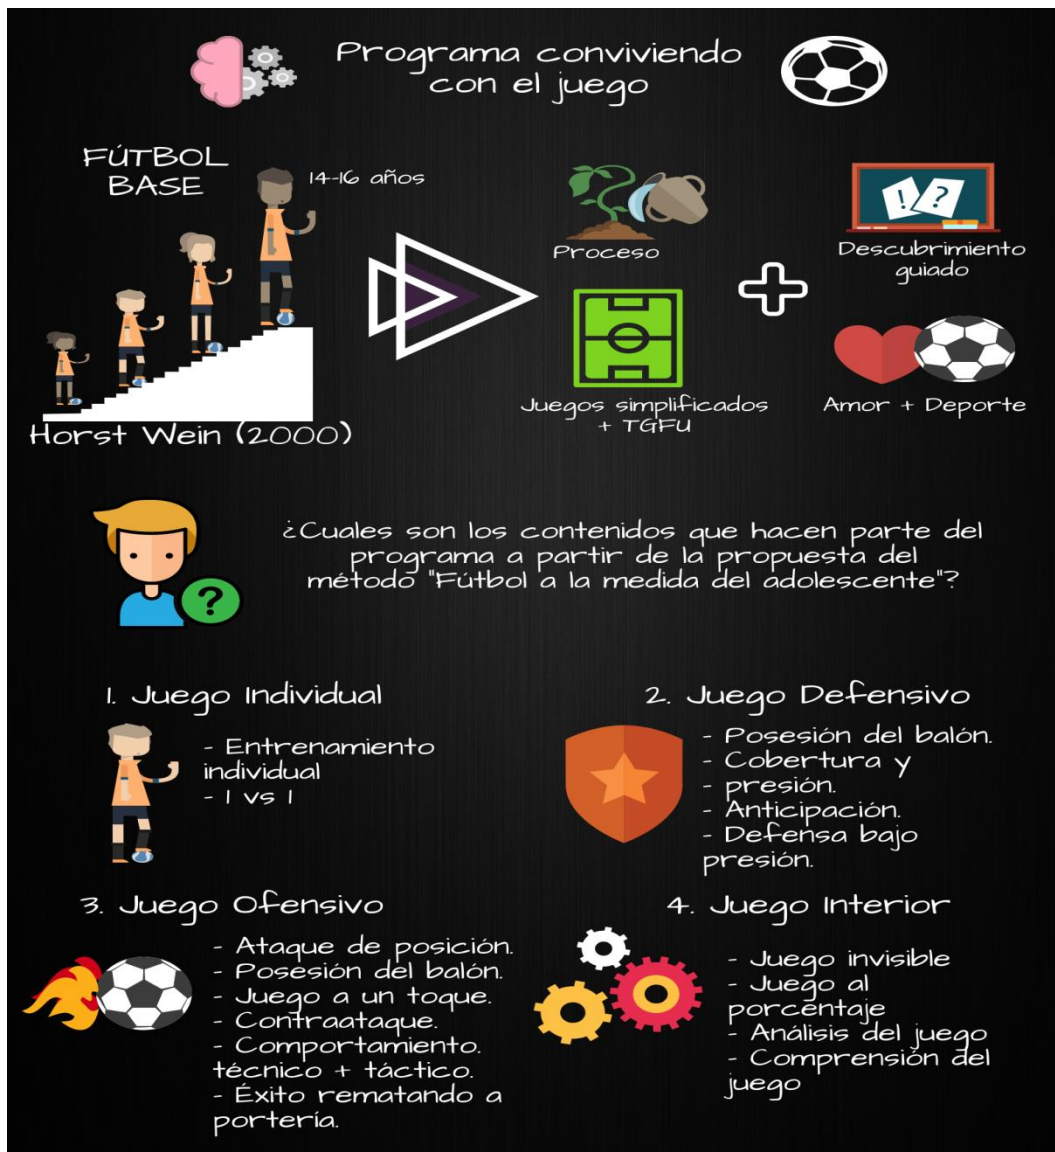 Programa conviviendo
con el juego
FÚTBOL
BASE
14-16 años
Horst Wein (2000)
Proceso
! ?
Descubrimiento
guiado
Juegos simplificados
+ TGFU
Amor + Deporte
?
¿Cuales son los contenidos que hacen parte del
programa a partir de la propuesta del
método "Fútbol a la medida del adolescente"?
1. Juego Individual
- Entrenamiento
individual
- 1 vs 1
2. Juego Defensivo
- Posesión del balón.
- Cobertura y
- presión.
- Anticipación.
- Defensa bajo
presión.
3. Juego Ofensivo
- Ataque de posición.
- Posesión del balón.
- Juego a un toque.
- Contraataque.
- Comportamiento.
técnico + táctico.
- Éxito rematando a
portería.
4. Juego Interior
- Juego invisible
- Juego al
porcentaje
- Análisis del juego
- Comprensión del
juego